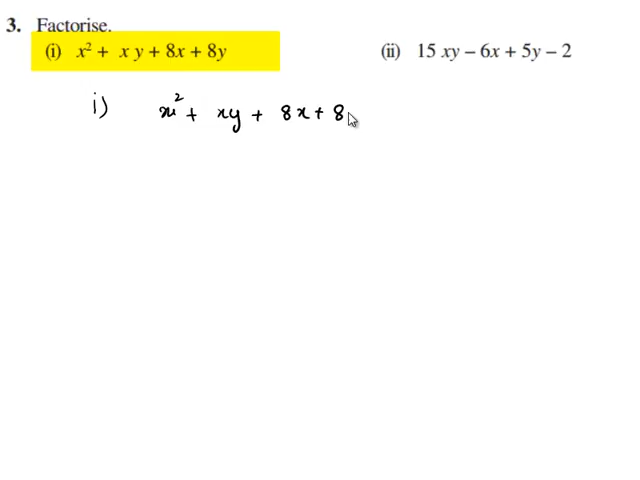 3. Factorise.
(i) x² + x y + 8x + 8y (ii) 15 xy – 6x + 5y – 2
i) x² + xy + 8x + 8